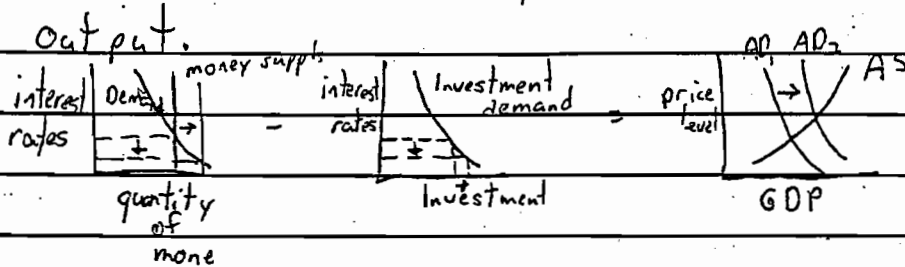 Output.
money supply
interest
rates
Demand
quantity
of
mone
interest
rates
Investment
demand
Investment
price
level
AD1 AD2
AS
GDP